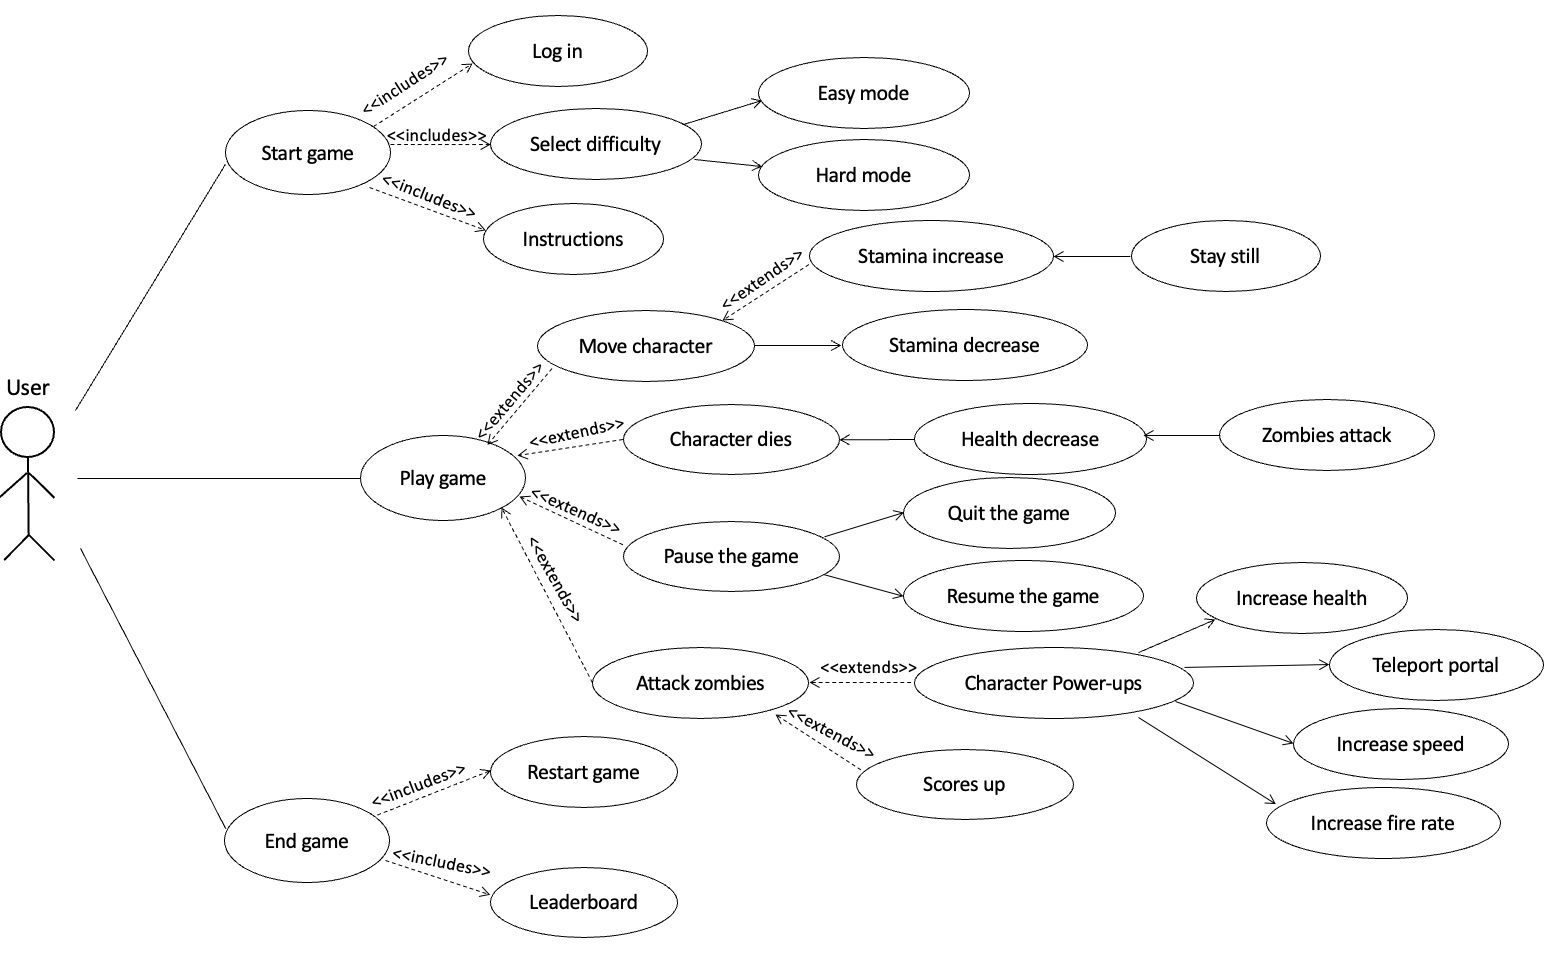 Log in
<<includes>>
Easy mode
<<includes>>
Start game
Select difficulty
Hard mode
<<includes>>
Instructions
Stamina increase
Stay still
<<extends>>
Move character
Stamina decrease
User
<<extends>>
<<extends>>
Character dies
Health decrease
Zombies attack
Play game
<<extends>>
Quit the game
Pause the game
<<extends>>
Resume the game
Increase health
<<extends>>
Teleport portal
Attack zombies
Character Power-ups
<<extends>>
Increase speed
Restart game
<<includes>>
Scores up
Increase fire rate
End game
<<includes>>
Leaderboard